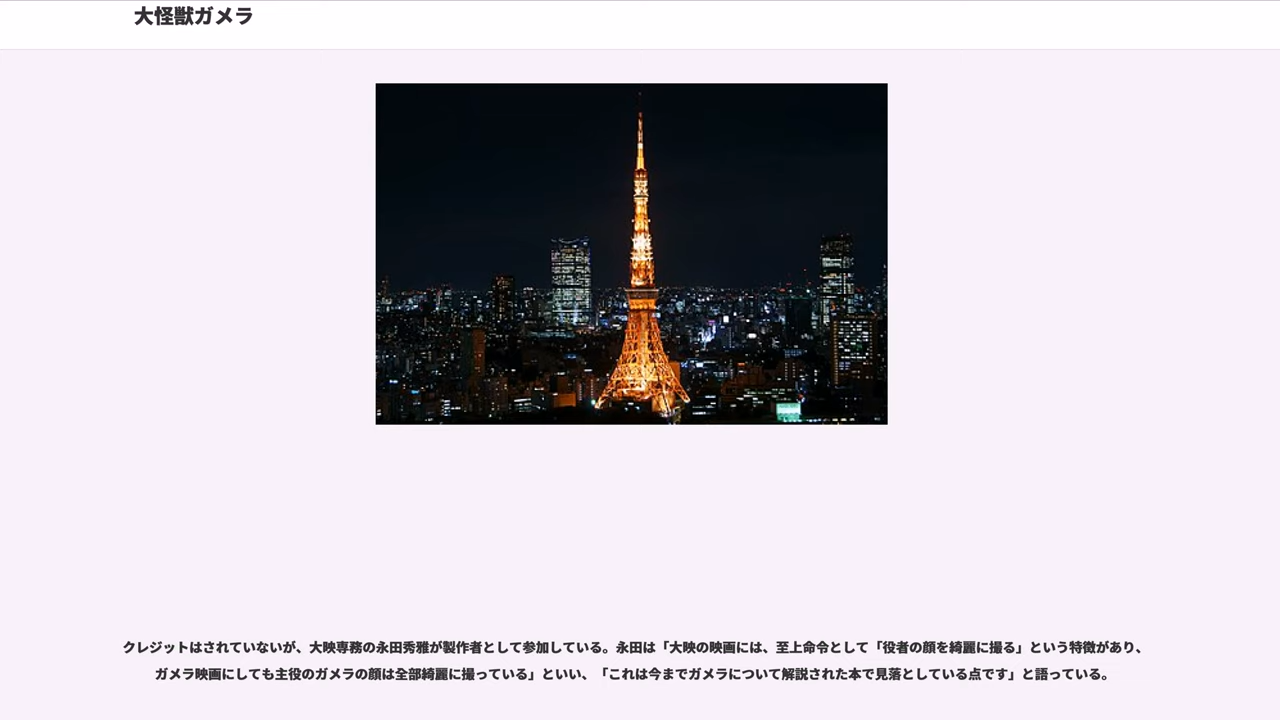 大怪獣ガメラ
クレジットはされていないが、大映専務の永田秀雅が製作者として参加している。永田は「大映の映画には、至上命令として「役者の顔を綺麗に撮る」という特徴があり、
ガメラ映画にしても主役のガメラの顔は全部綺麗に撮っている」といい、「これは今までガメラについて解説された本で見落としている点です」と語っている。